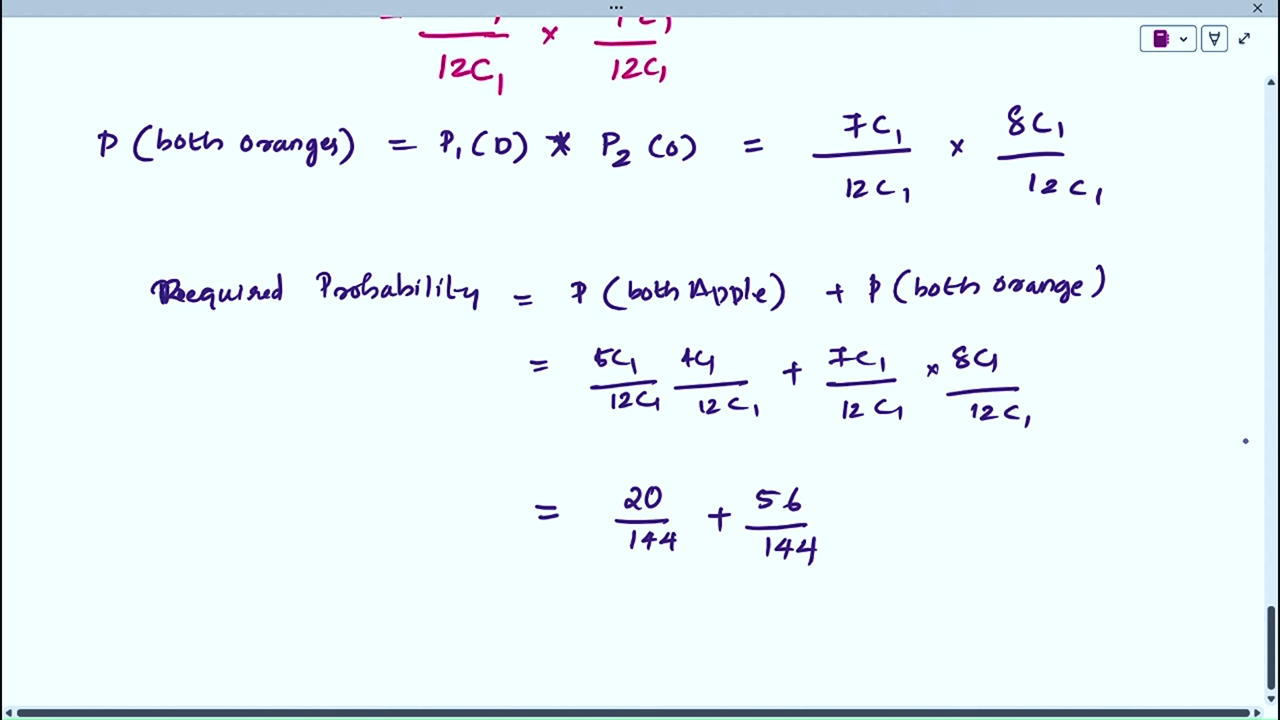 12C₁ × 12C₁
P (both oranges) = P₁(O) * P₂(O) = 7C₁/12C₁ × 8C₁/12C₁
Required Probability = P (both Apple) + P (both orange)
= 5C₁/12C₁ 4C₁/12C₁ + 7C₁/12C₁ × 8C₁/12C₁
= 20/144 + 56/144